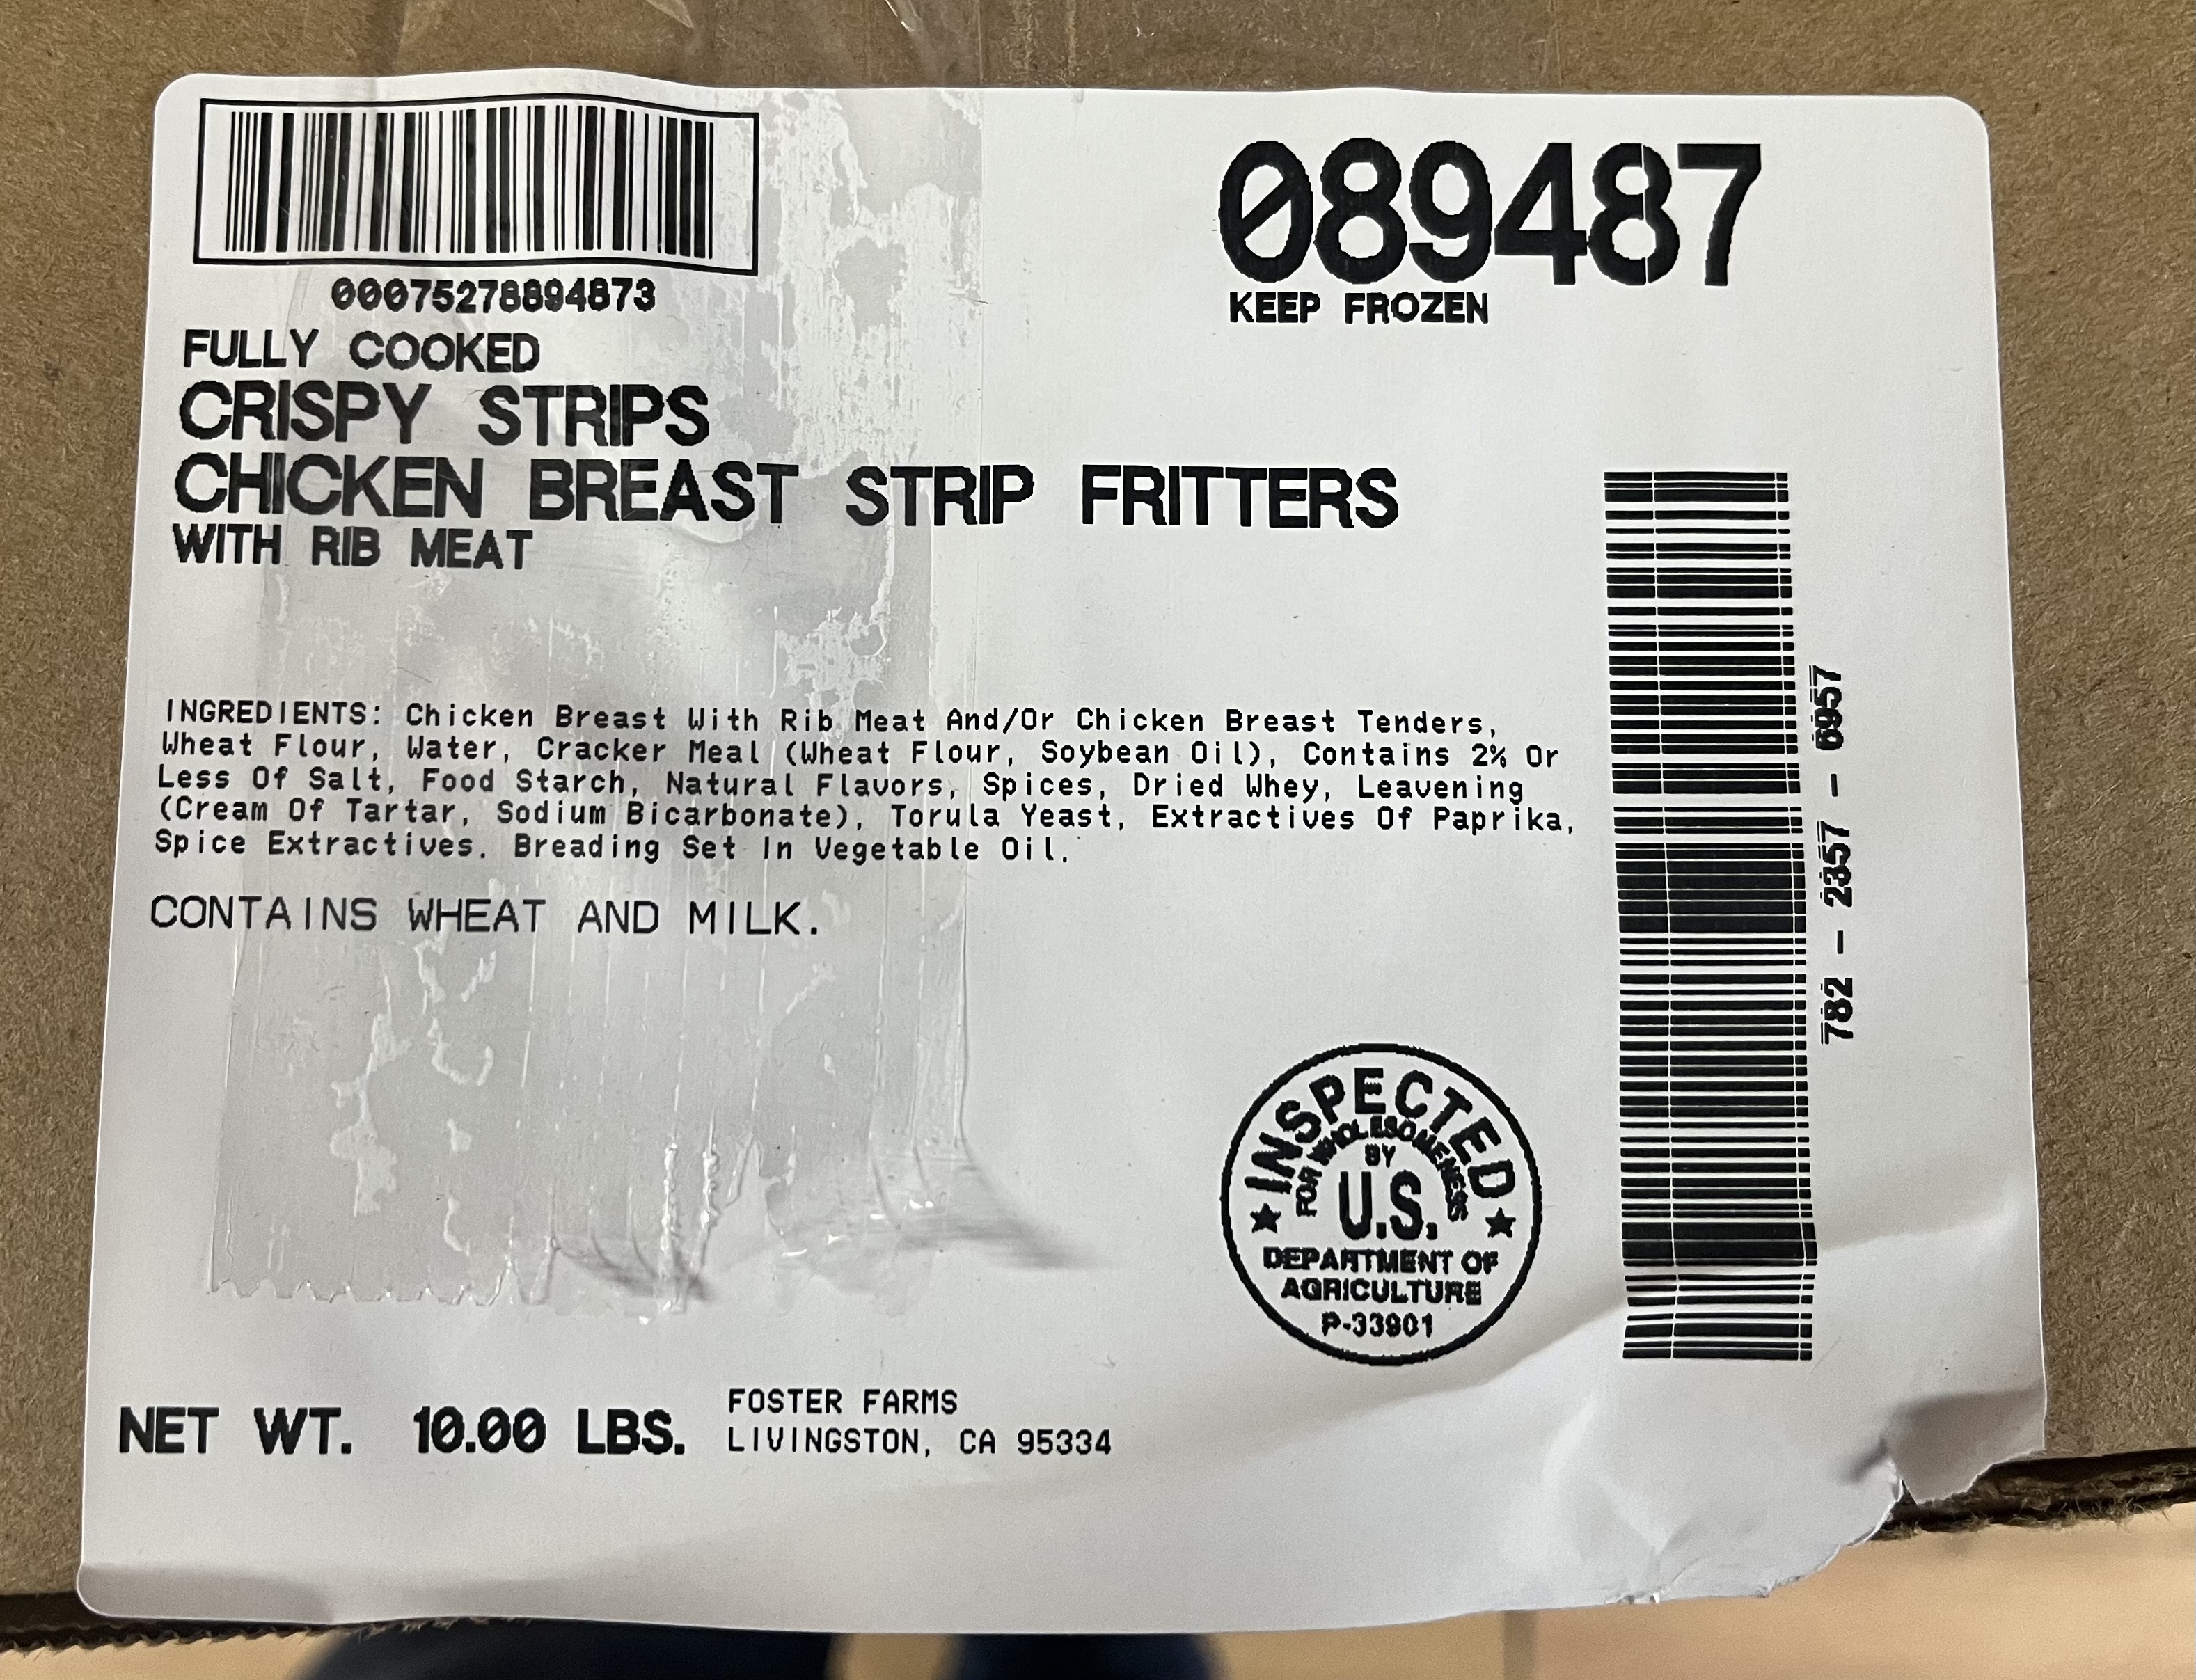 00075278894873
089487
KEEP FROZEN
FULLY COOKED
CRISPY STRIPS
CHICKEN BREAST STRIP FRITTERS
WITH RIB MEAT
INGREDIENTS: Chicken Breast With Rib Meat And/Or Chicken Breast Tenders,
Wheat Flour, Water, Cracker Meal (Wheat Flour, Soybean Oil), Contains 2% Or
Less Of Salt, Food Starch, Natural Flavors, Spices, Dried Whey, Leavening
(Cream Of Tartar, Sodium Bicarbonate), Torula Yeast, Extractives Of Paprika,
Spice Extractives. Breading Set In Vegetable Oil.
CONTAINS WHEAT AND MILK.
782 - 2357 - 6957
INSPECTED
FOR WHOLESOMENESS
BY
U.S.
DEPARTMENT OF
AGRICULTURE
P-33901
NET WT. 10.00 LBS.
FOSTER FARMS
LIVINGSTON, CA 95334